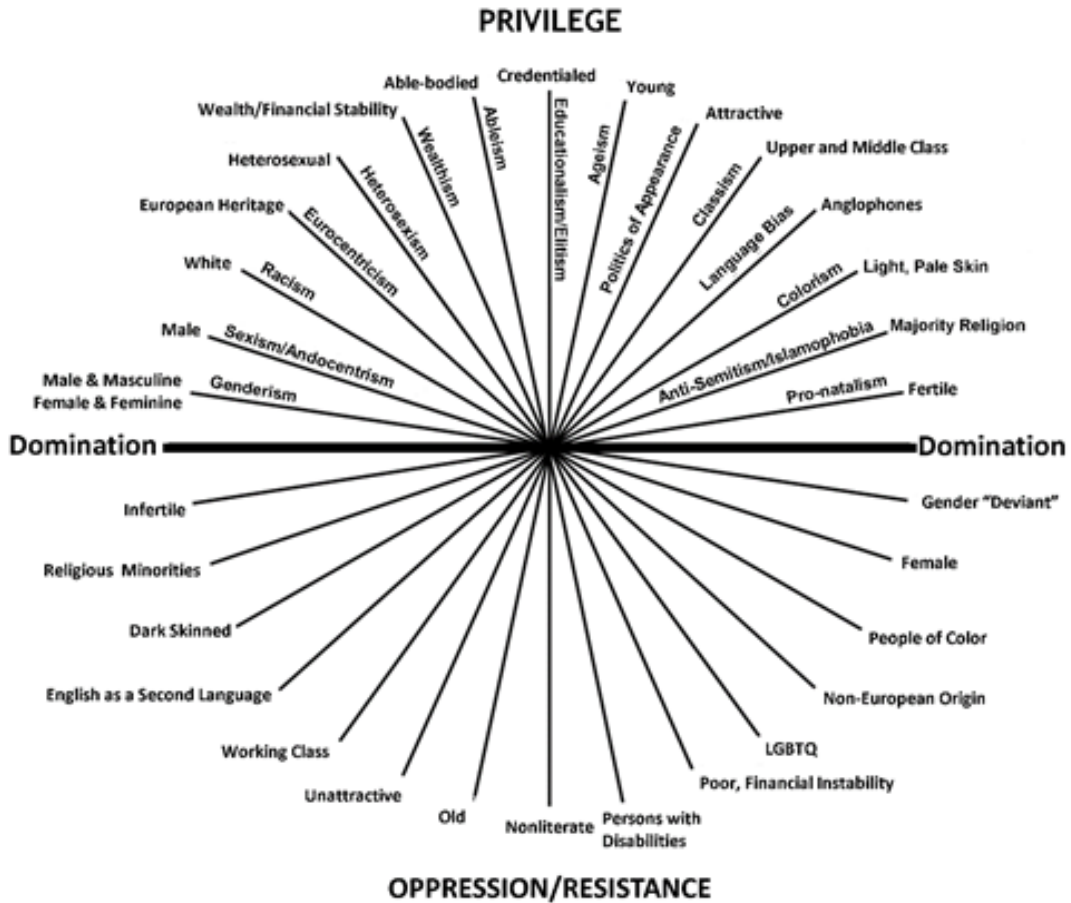 PRIVILEGE
Credentialed
Able-bodied
Young
Wealth/Financial Stability
Attractive
Heterosexual
Upper and Middle Class
European Heritage
Anglophones
White
Light, Pale Skin
Male
Majority Religion
Male & Masculine
Female & Feminine
Fertile
Genderism
Sexism/Andocentrism
Racism
Eurocentricism
Heterosexism
Wealthism
Ableism
Educationalism/Elitism
Ageism
Politics of Appearance
Classism
Language Bias
Colorism
Anti-Semitism/Islamophobia
Pro-natalism
Domination
Domination
Infertile
Gender “Deviant”
Religious Minorities
Female
Dark Skinned
People of Color
English as a Second Language
Non-European Origin
Working Class
LGBTQ
Unattractive
Poor, Financial Instability
Old
Nonliterate
Persons with
Disabilities
OPPRESSION/RESISTANCE